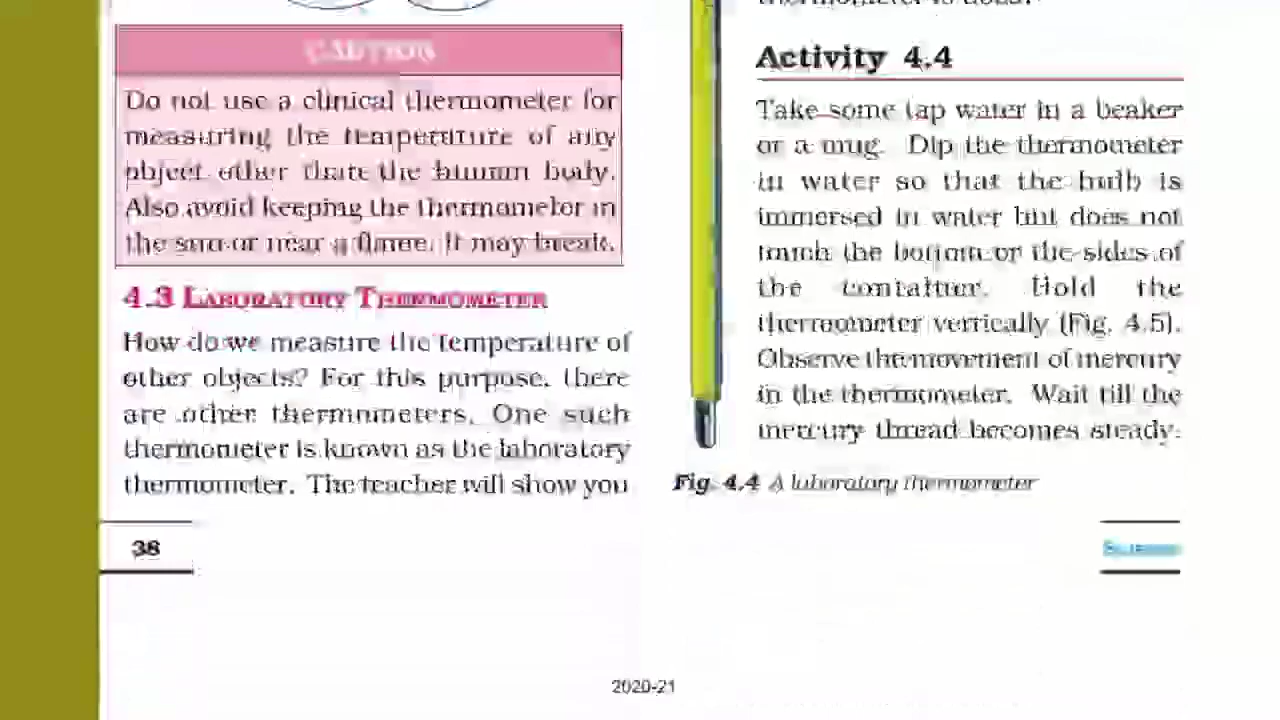 CAUTION
Do not use a clinical thermometer for
measuring the temperature of any
object other than the human body.
Also avoid keeping the thermometer in
the sun or near a flame. It may break.
4.3 LABORATORY THERMOMETER
How do we measure the temperature of
other objects? For this purpose, there
are other thermometers. One such
thermometer is known as the laboratory
thermometer. The teacher will show you
38
Activity 4.4
Take some tap water in a beaker
or a mug. Dip the thermometer
in water so that the bulb is
immersed in water but does not
touch the bottom or the sides of
the container. Hold the
thermometer vertically (Fig. 4.5).
Observe the movement of mercury
in the thermometer. Wait till the
mercury thread becomes steady.
Fig. 4.4 A laboratory thermometer
2020-21